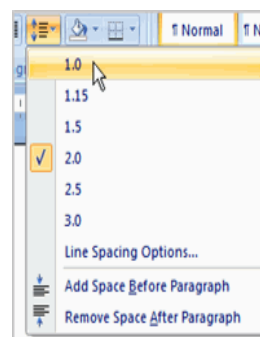 ¶ Normal ¶ N
1.0
1.15
1.5
2.0
2.5
3.0
Line Spacing Options...
Add Space Before Paragraph
Remove Space After Paragraph